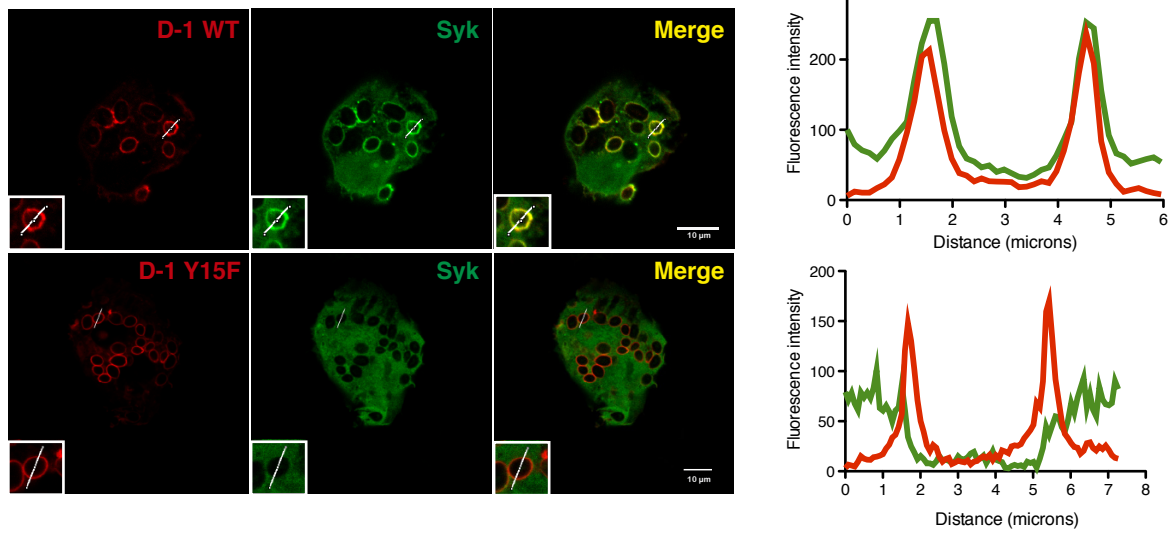 D-1 WT
Syk
Merge
10 µm
D-1 Y15F
Syk
Merge
10 µm
Fluorescence intensity
200
100
0
0 1 2 3 4 5 6
Distance (microns)
Fluorescence intensity
200
150
100
50
0
0 1 2 3 4 5 6 7 8
Distance (microns)